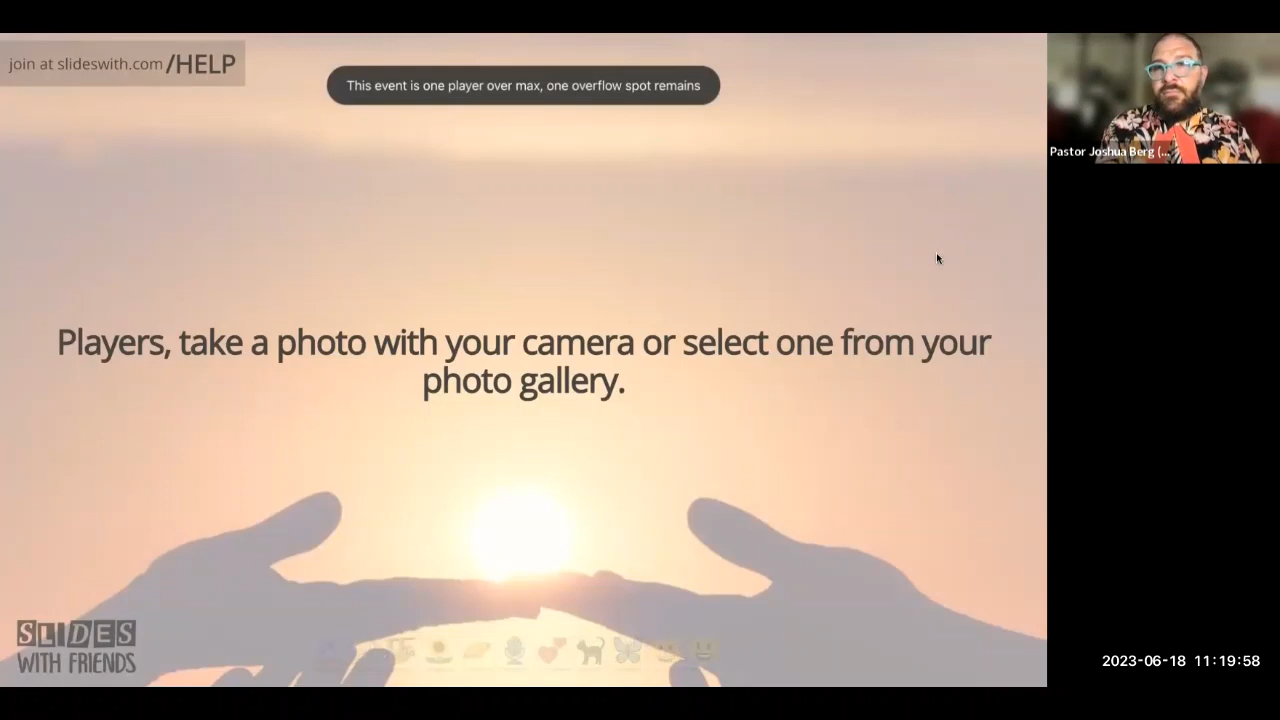 join at slideswith.com /HELP
This event is one player over max, one overflow spot remains
Pastor Joshua Berg (...
Players, take a photo with your camera or select one from your
photo gallery.
SLIDES
WITH FRIENDS
2023-06-18 11:19:58